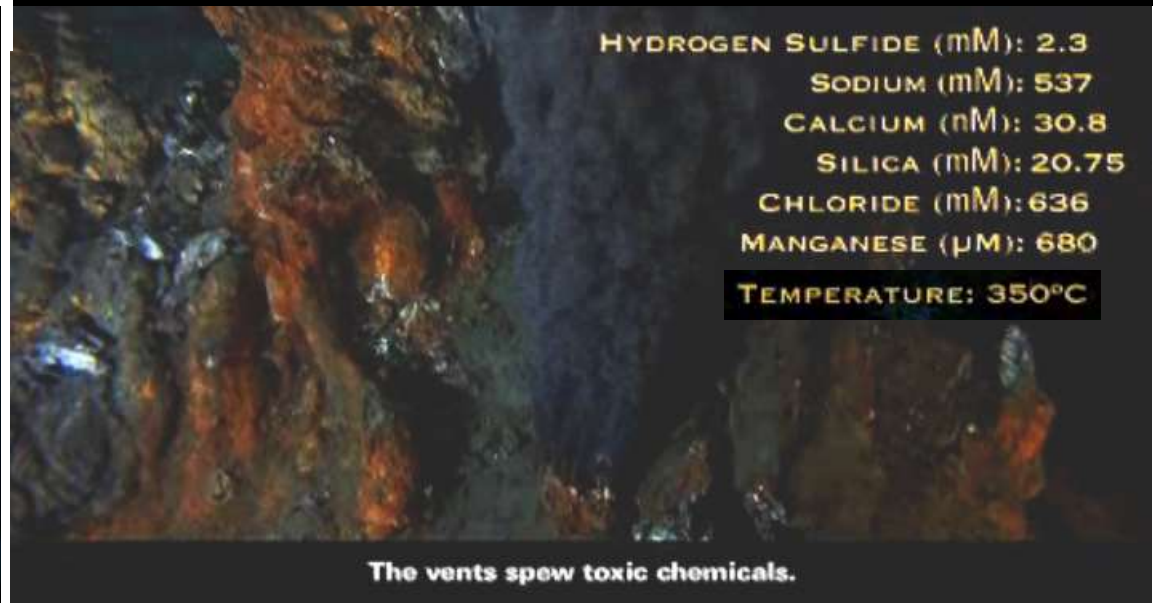 HYDROGEN SULFIDE (mM): 2.3
SODIUM (mM): 537
CALCIUM (nM): 30.8
SILICA (mM): 20.75
CHLORIDE (mM): 636
MANGANESE (µM): 680
TEMPERATURE: 350°C
The vents spew toxic chemicals.